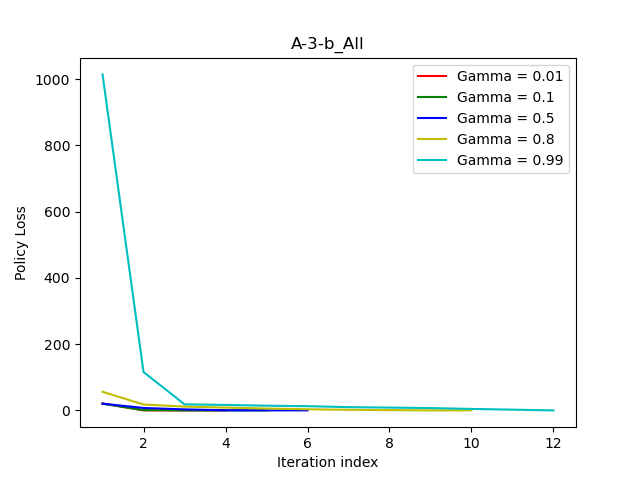 A-3-b_All
Gamma = 0.01
Gamma = 0.1
Gamma = 0.5
Gamma = 0.8
Gamma = 0.99
1000
800
600
400
200
0
Policy Loss
2 4 6 8 10 12
Iteration index